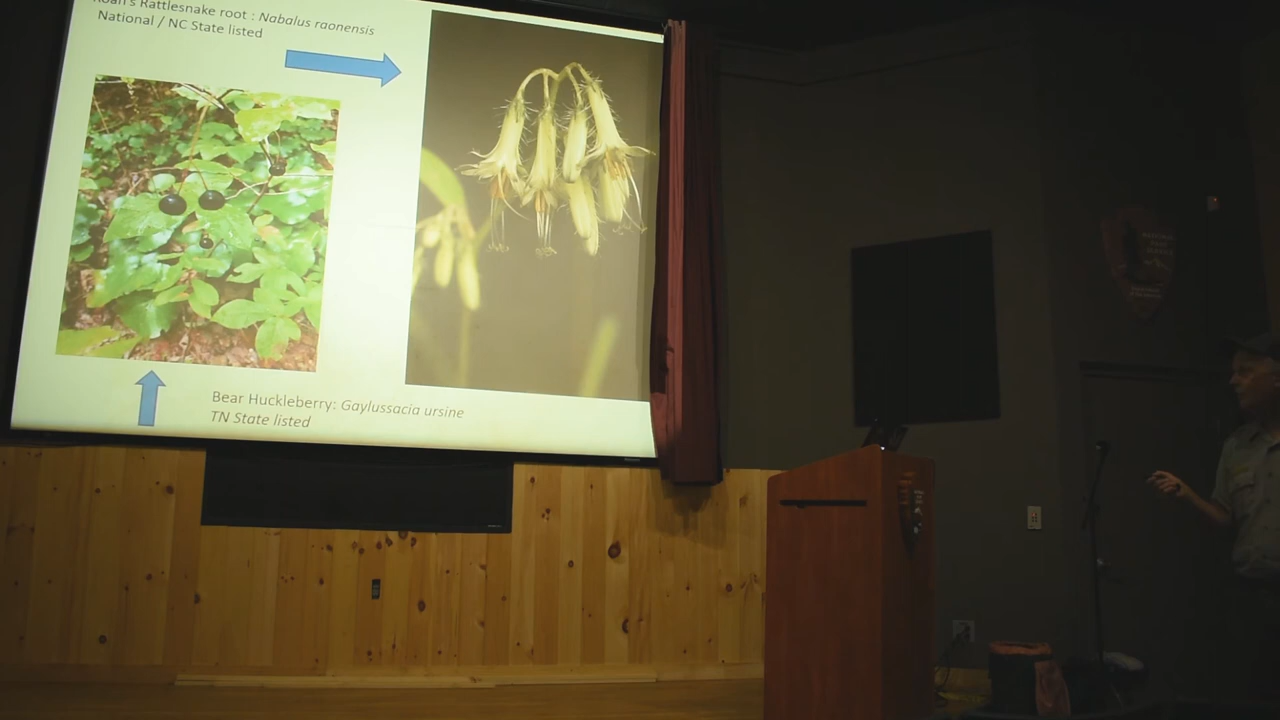 Roan's Rattlesnake root : Nabalus raonensis
National / NC State listed
Bear Huckleberry: Gaylussacia ursine
TN State listed